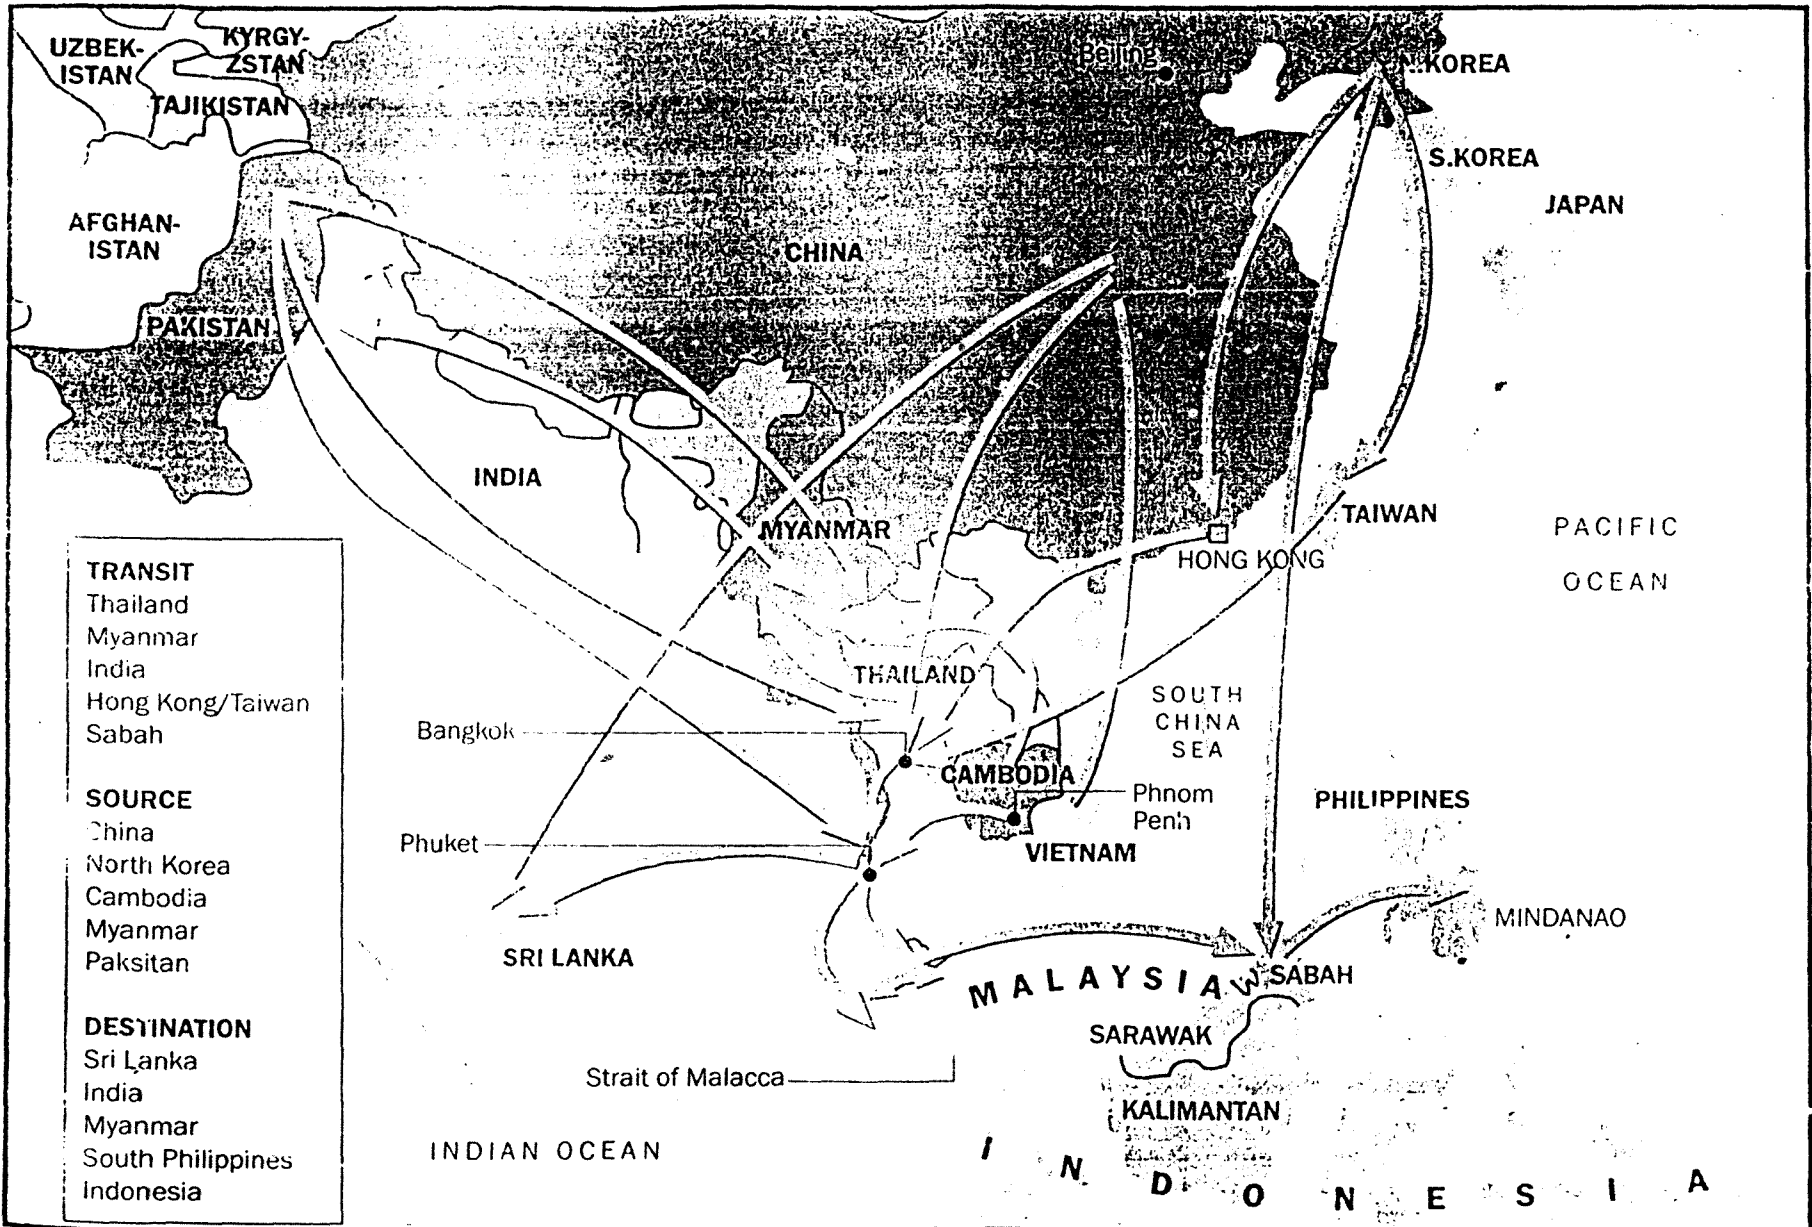 UZBEK-
ISTAN
KYRGY-
ZSTAN
TAJIKISTAN
AFGHAN-
ISTAN
PAKISTAN
Beijing
N.KOREA
S.KOREA
JAPAN
CHINA
INDIA
MYANMAR
TAIWAN
HONG KONG
PACIFIC
OCEAN
THAILAND
SOUTH
CHINA
SEA
Bangkok
CAMBODIA
Phnom
Penh
PHILIPPINES
Phuket
VIETNAM
MINDANAO
SRI LANKA
MALAYSIA
SABAH
SARAWAK
Strait of Malacca
KALIMANTAN
INDIAN OCEAN
INDONESIA
TRANSIT
Thailand
Myanmar
India
Hong Kong/Taiwan
Sabah
SOURCE
China
North Korea
Cambodia
Myanmar
Paksitan
DESTINATION
Sri Lanka
India
Myanmar
South Philippines
Indonesia